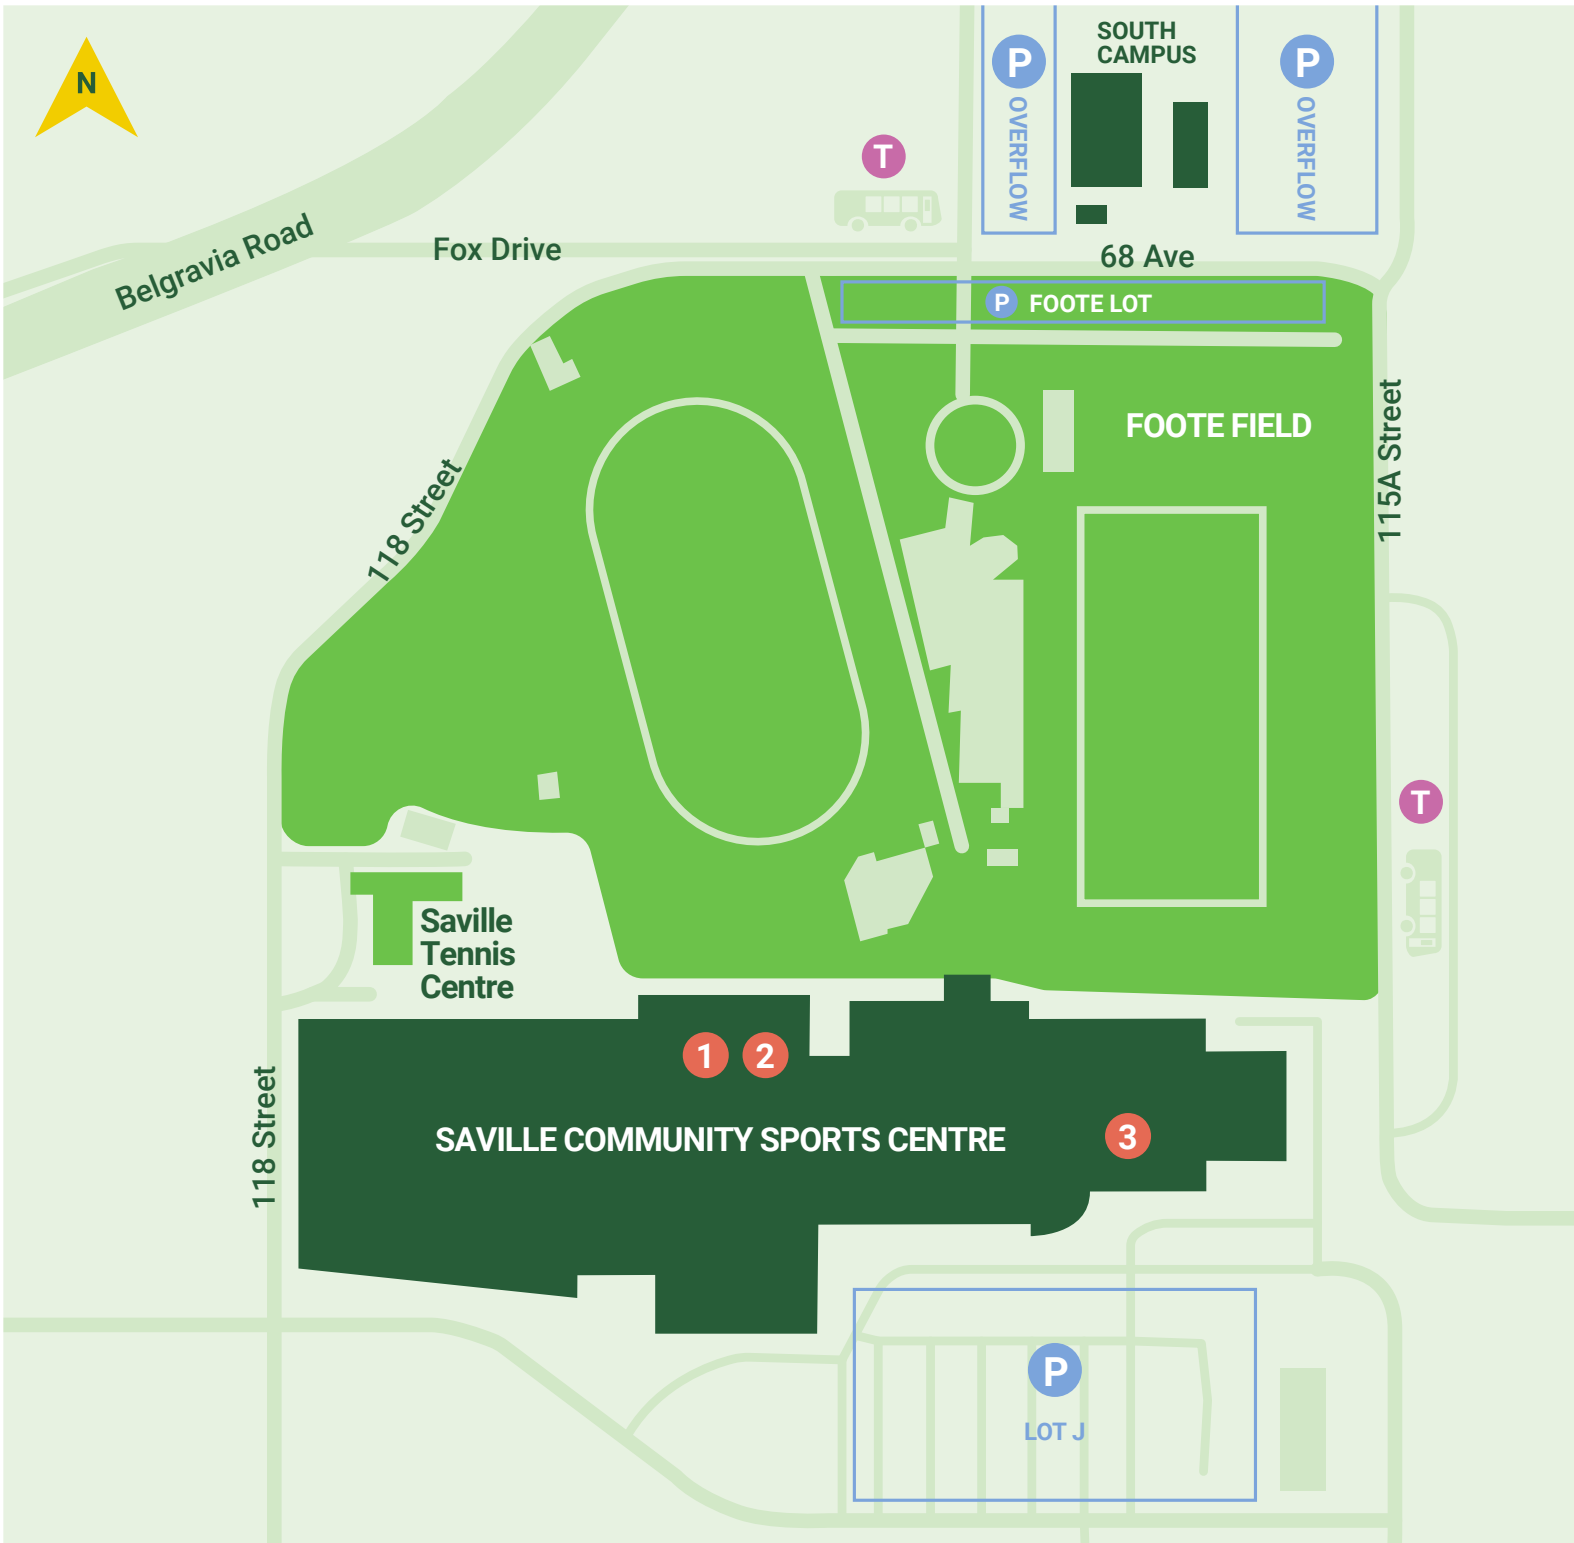 N
SOUTH
CAMPUS
P
OVERFLOW
P
OVERFLOW
T
Belgravia Road
Fox Drive
68 Ave
P FOOTE LOT
FOOTE FIELD
115A Street
118 Street
T
Saville
Tennis
Centre
1 2
SAVILLE COMMUNITY SPORTS CENTRE
3
118 Street
P
LOT J